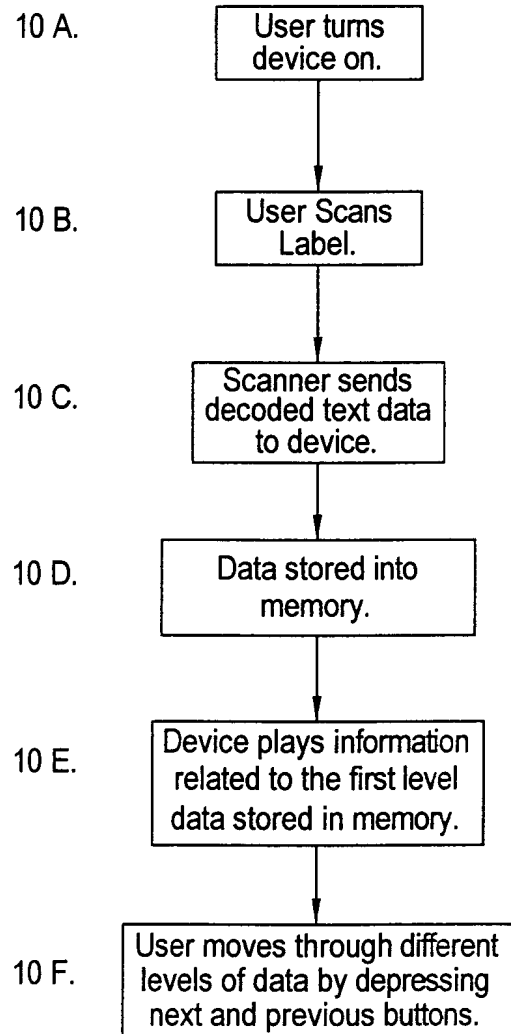 10 A.
User turns
device on.
10 B.
User Scans
Label.
10 C.
Scanner sends
decoded text data
to device.
10 D.
Data stored into
memory.
10 E.
Device plays information
related to the first level
data stored in memory.
10 F.
User moves through different
levels of data by depressing
next and previous buttons.